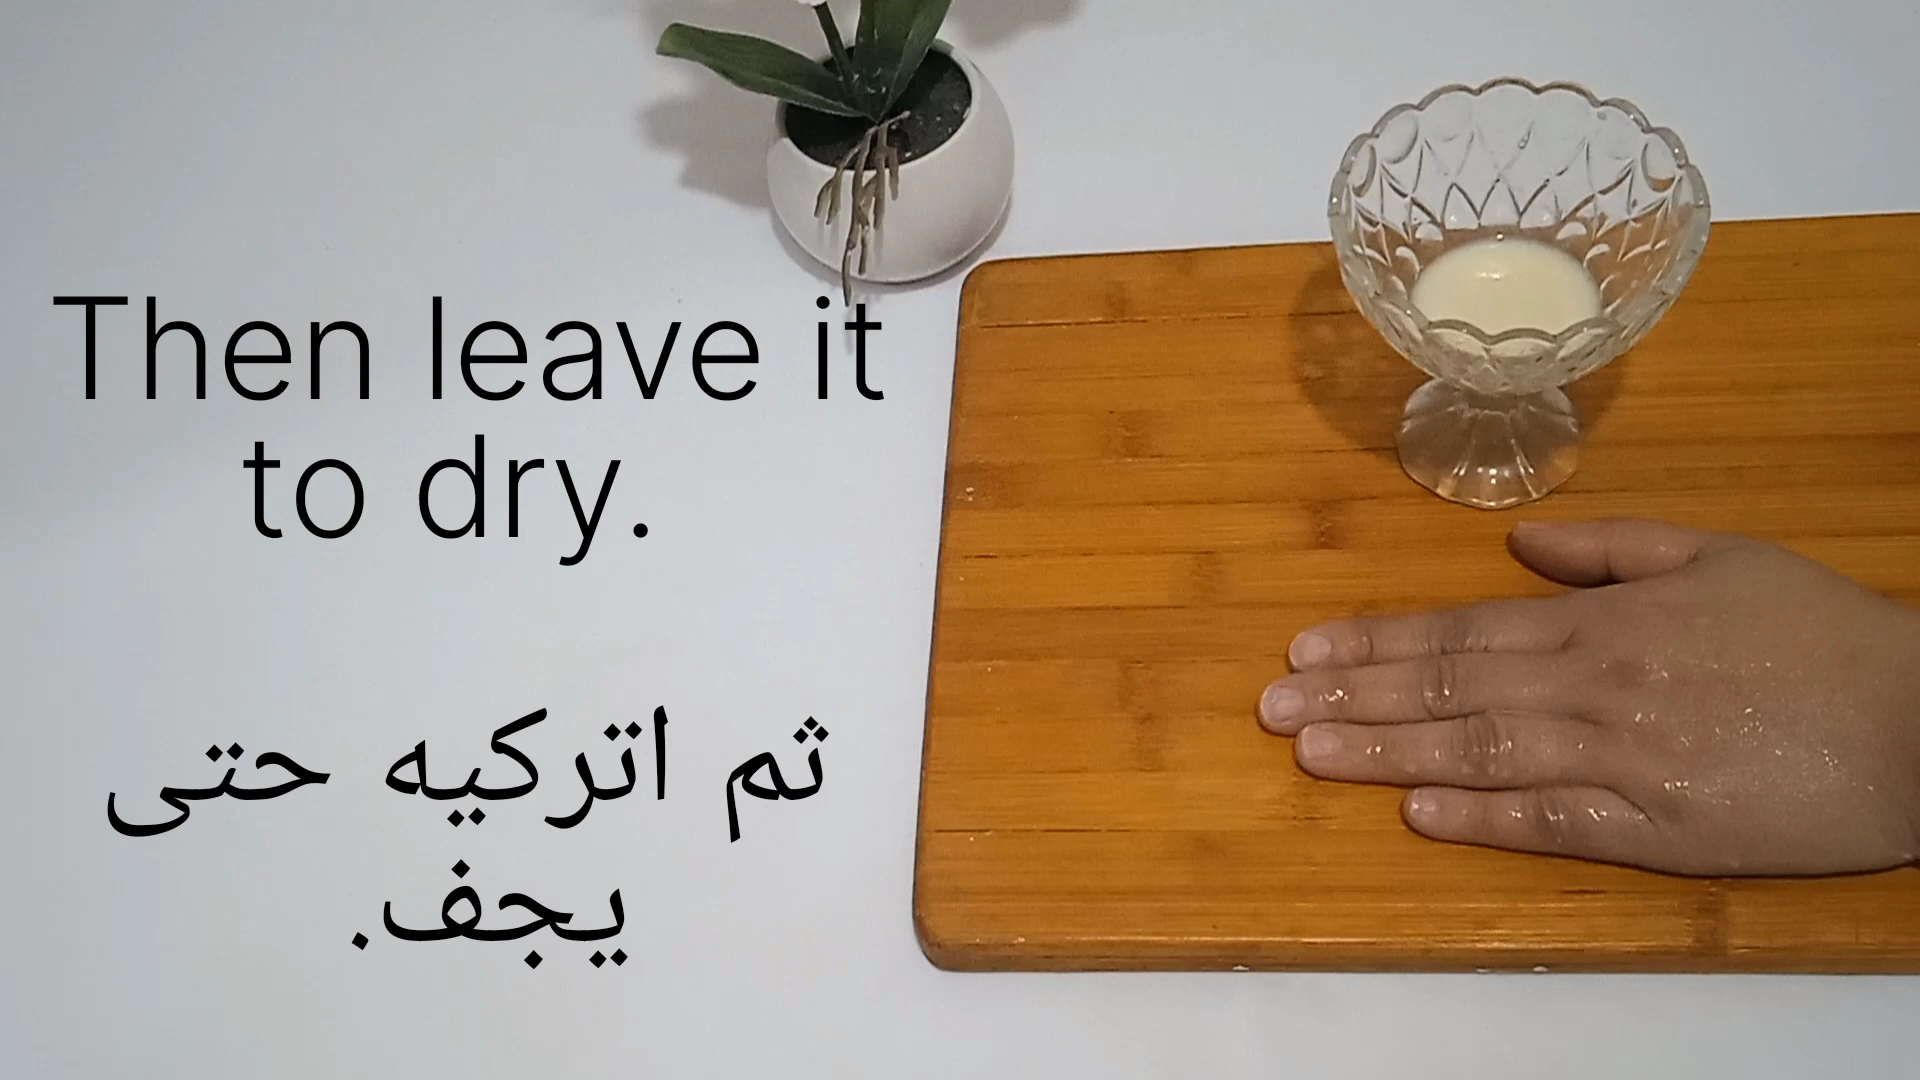 Then leave it
to dry.
ثم اتركيه حتى
يجف.